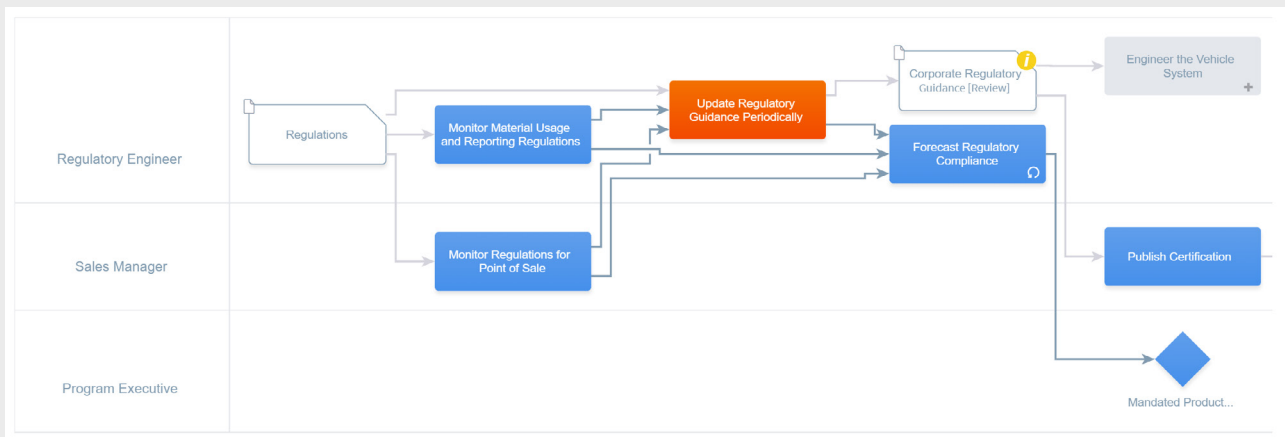 Regulatory Engineer
Regulations
Monitor Material Usage
and Reporting Regulations
Update Regulatory
Guidance Periodically
Corporate Regulatory
Guidance [Review]
i
Forecast Regulatory
Compliance
Engineer the Vehicle
System
Sales Manager
Monitor Regulations for
Point of Sale
Publish Certification
Program Executive
Mandated Product...